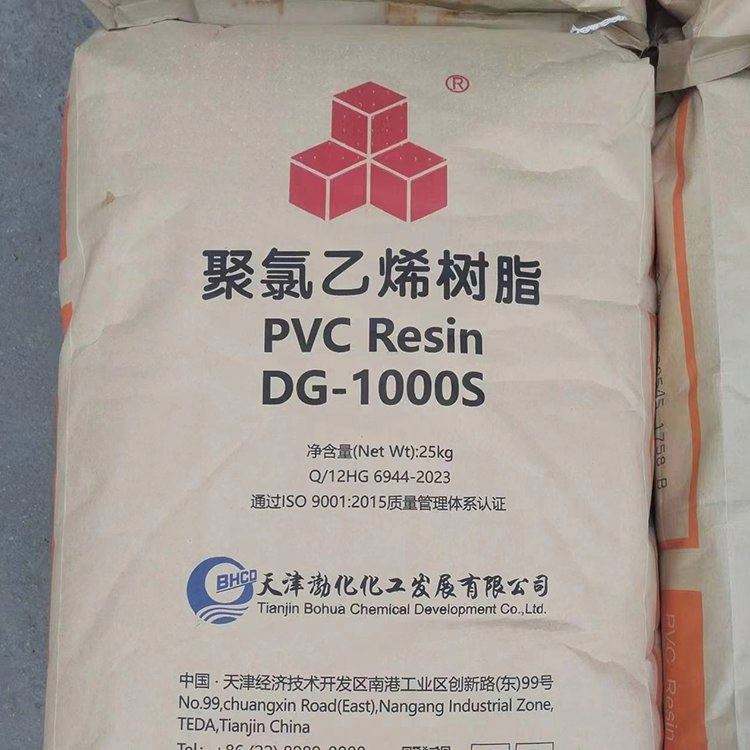 ®
聚氯乙烯树脂
PVC Resin
DG-1000S
净含量(Net Wt):25kg
Q/12HG 6944-2023
通过ISO 9001:2015质量管理体系认证
BHCD
天津渤化化工发展有限公司
Tianjin Bohua Chemical Development Co.,Ltd.
中国·天津经济技术开发区南港工业区创新路(东)99号
No.99,chuangxin Road(East),Nangang Industrial Zone,
TEDA,Tianjin China
1758 B
PVC Resin